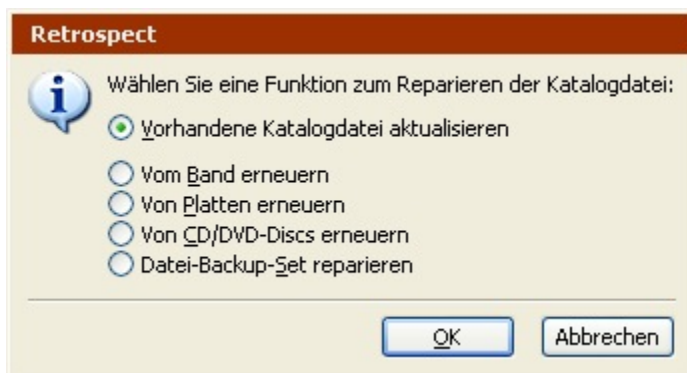 Retrospect
Wählen Sie eine Funktion zum Reparieren der Katalogdatei:
Vorhandene Katalogdatei aktualisieren
Vom Band erneuern
Von Platten erneuern
Von CD/DVD-Discs erneuern
Datei-Backup-Set reparieren
OK
Abbrechen